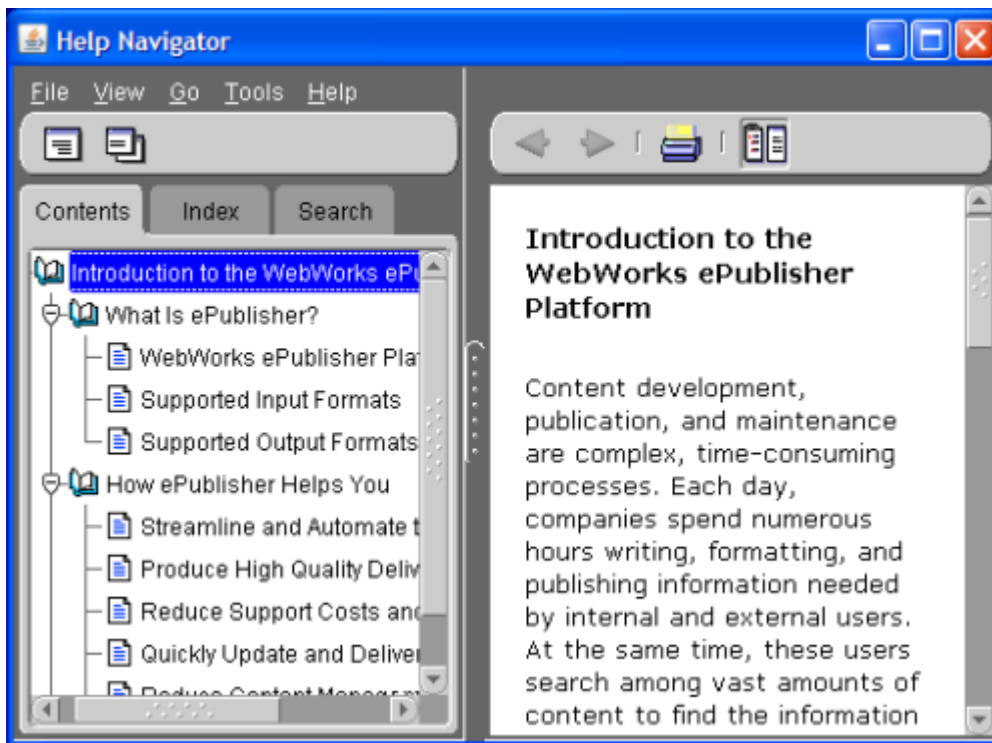 Help Navigator
File View Go Tools Help
Contents Index Search
Introduction to the WebWorks
What Is ePublisher?
WebWorks ePublisher
Supported Input Formats
Supported Output Formats
How ePublisher Helps You
Streamline and Automate
Produce High Quality
Reduce Support Costs and
Quickly Update and
Reduce Content
Introduction to the
WebWorks ePublisher
Platform
Content development,
publication, and maintenance
are complex, time-consuming
processes. Each day,
companies spend numerous
hours writing, formatting, and
publishing information needed
by internal and external users.
At the same time, these users
search among vast amounts of
content to find the information